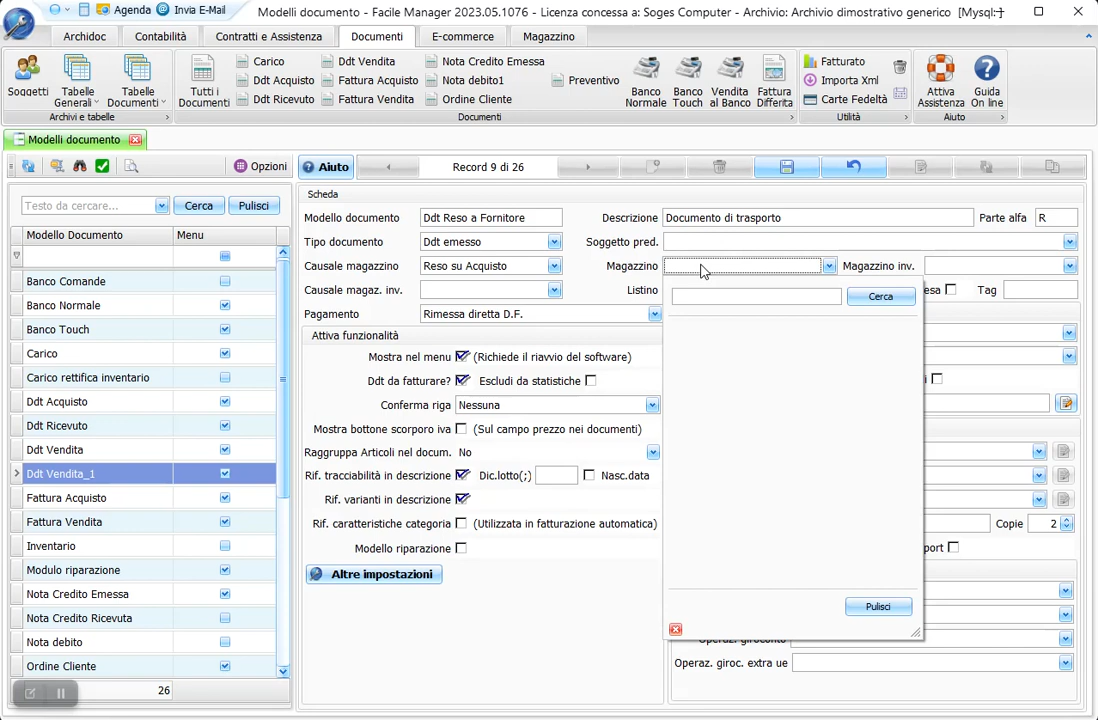 Agenda Invia E-Mail
Modelli documento - Facile Manager 2023.05.1076 - Licenza concessa a: Soges Computer - Archivio: Archivio dimostrativo generico [Mysql:
Archidoc Contabilità Contratti e Assistenza Documenti E-commerce Magazzino
Soggetti
Tabelle Generali
Tabelle Documenti
Archivi e tabelle
Tutti i Documenti
Carico Ddt Vendita Nota Credito Emessa
Ddt Acquisto Fattura Acquisto Nota debito1 Preventivo
Ddt Ricevuto Fattura Vendita Ordine Cliente
Banco Normale
Banco Touch
Vendita al Banco
Fattura Differita
Documenti
Fatturato
Importa Xml
Carte Fedeltà
Utilità
Attiva Assistenza
Guida On line
Aiuto
Modelli documento
Opzioni
Aiuto
Record 9 di 26
Testo da cercare... Cerca Pulisci
Modello Documento Menu
Banco Comande
Banco Normale
Banco Touch
Carico
Carico rettifica inventario
Ddt Acquisto
Ddt Ricevuto
Ddt Vendita
Ddt Vendita_1
Fattura Acquisto
Fattura Vendita
Inventario
Modulo riparazione
Nota Credito Emessa
Nota Credito Ricevuta
Nota debito
Ordine Cliente
26
Scheda
Modello documento Ddt Reso a Fornitore Descrizione Documento di trasporto Parte alfa R
Tipo documento Ddt emesso Soggetto pred.
Causale magazzino Reso su Acquisto Magazzino Magazzino inv.
Causale magaz. inv. Listino esa Tag
Pagamento Rimessa diretta D.F.
Cerca
Attiva funzionalità
Mostra nel menu (Richiede il riavvio del software)
Ddt da fatturare? Escludi da statistiche
Conferma riga Nessuna
Mostra bottone scorporo iva (Sul campo prezzo nei documenti)
Raggruppa Articoli nel docum. No
Rif. tracciabilità in descrizione Dic.lotto(;) Nasc.data
Rif. varianti in descrizione
Rif. caratteristiche categoria (Utilizzata in fatturazione automatica)
Copie 2
Modello riparazione
port
Altre impostazioni
Pulisci
Operaz. giroconto
Operaz. giroc. extra ue